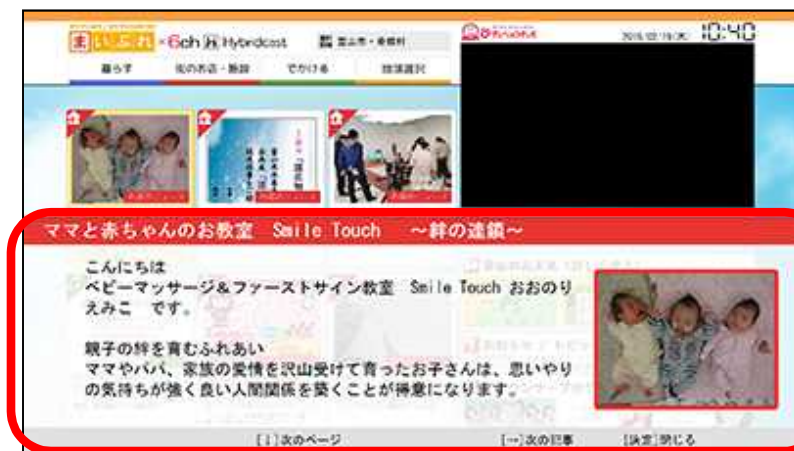 まいぷれ×6ch Hybridcast
富山市・舟橋村
10:40
暮らす 街のお店・施設 でかける 地域選択
ママと赤ちゃんのお教室 Smile Touch ～絆の連鎖～
こんにちは
ベビーマッサージ＆ファーストサイン教室 Smile Touch おおのり
えみこ です。
親子の絆を育むふれあい
ママやパパ、家族の愛情を沢山受けて育ったお子さんは、思いやり
の気持ちが強く良い人間関係を築くことが得意になります。
[↓]次のページ [→]次の記事 [決定]閉じる